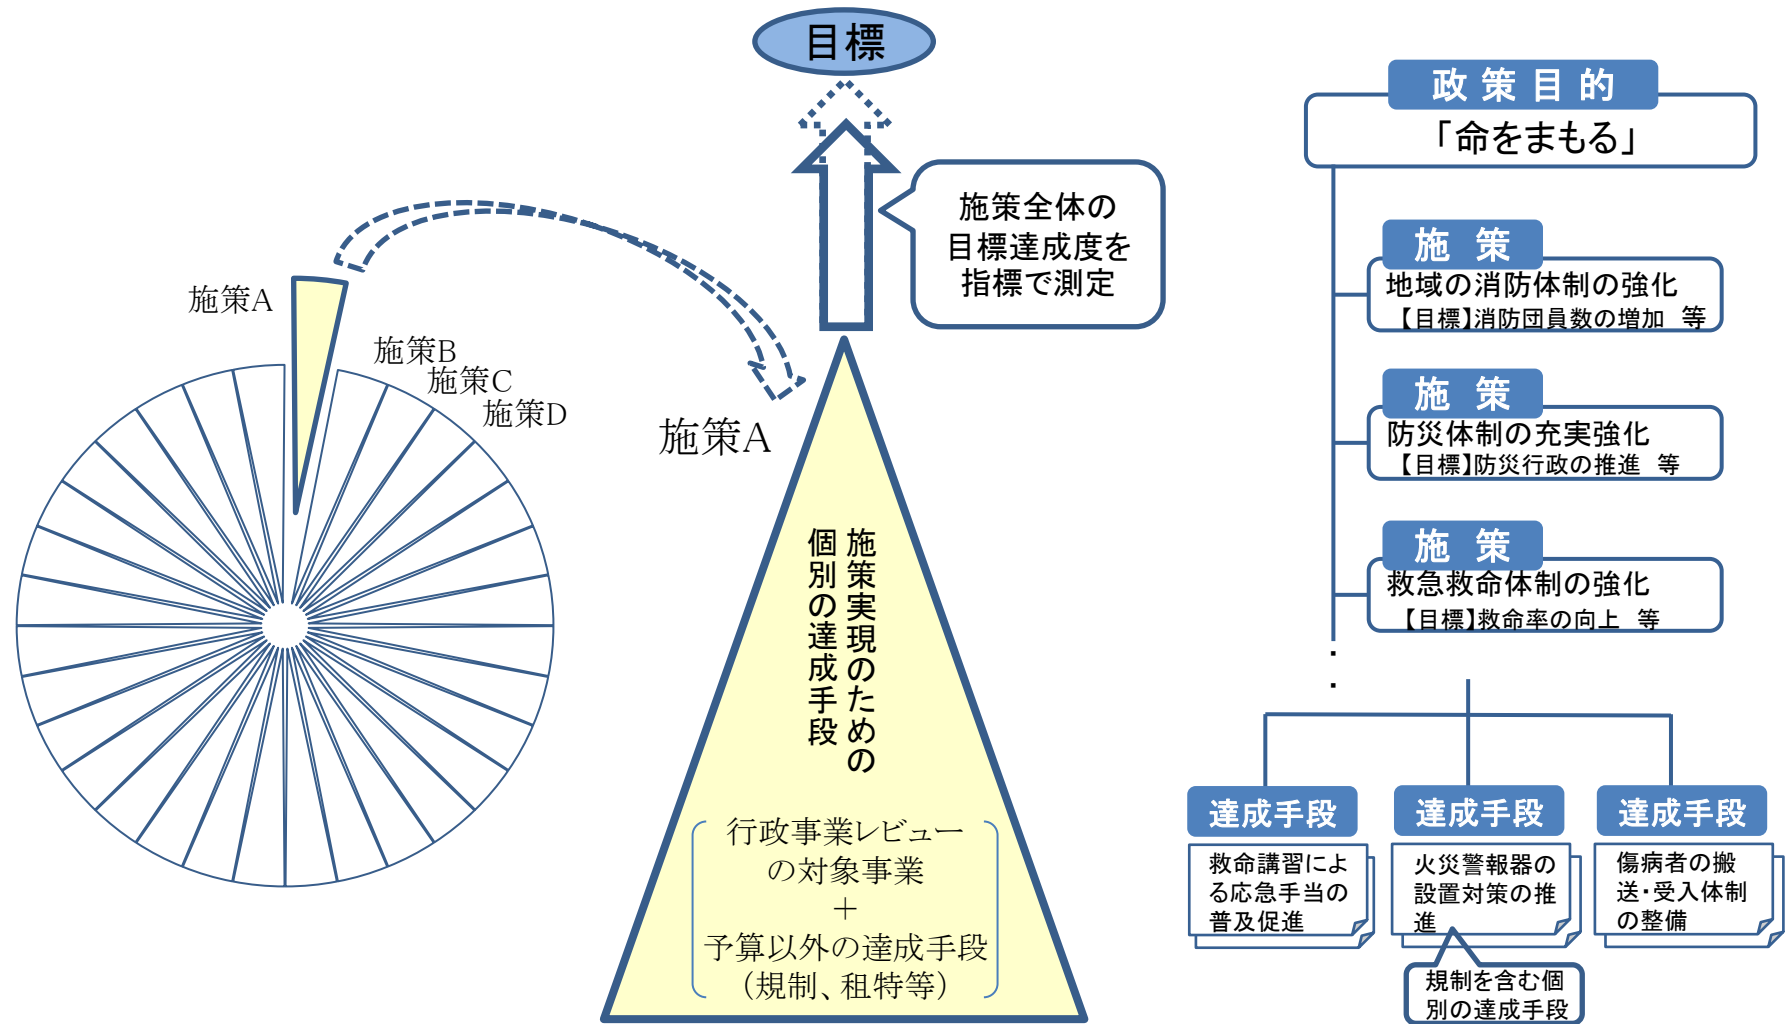 目標
施策全体の
目標達成度を
指標で測定
施策A
施策B
施策C
施策D
施策A
施策実現のための
個別の達成手段
行政事業レビュー
の対象事業
＋
予算以外の達成手段
（規制、租特等）
政策目的
「命をまもる」
施　策
地域の消防体制の強化
【目標】消防団員数の増加　等
施　策
防災体制の充実強化
【目標】防災行政の推進　等
施　策
救急救命体制の強化
【目標】救命率の向上　等
・
・
達成手段
救命講習によ
る応急手当の
普及促進
達成手段
火災警報器の
設置対策の推
進
達成手段
傷病者の搬
送・受入体制
の整備
規制を含む個
別の達成手段